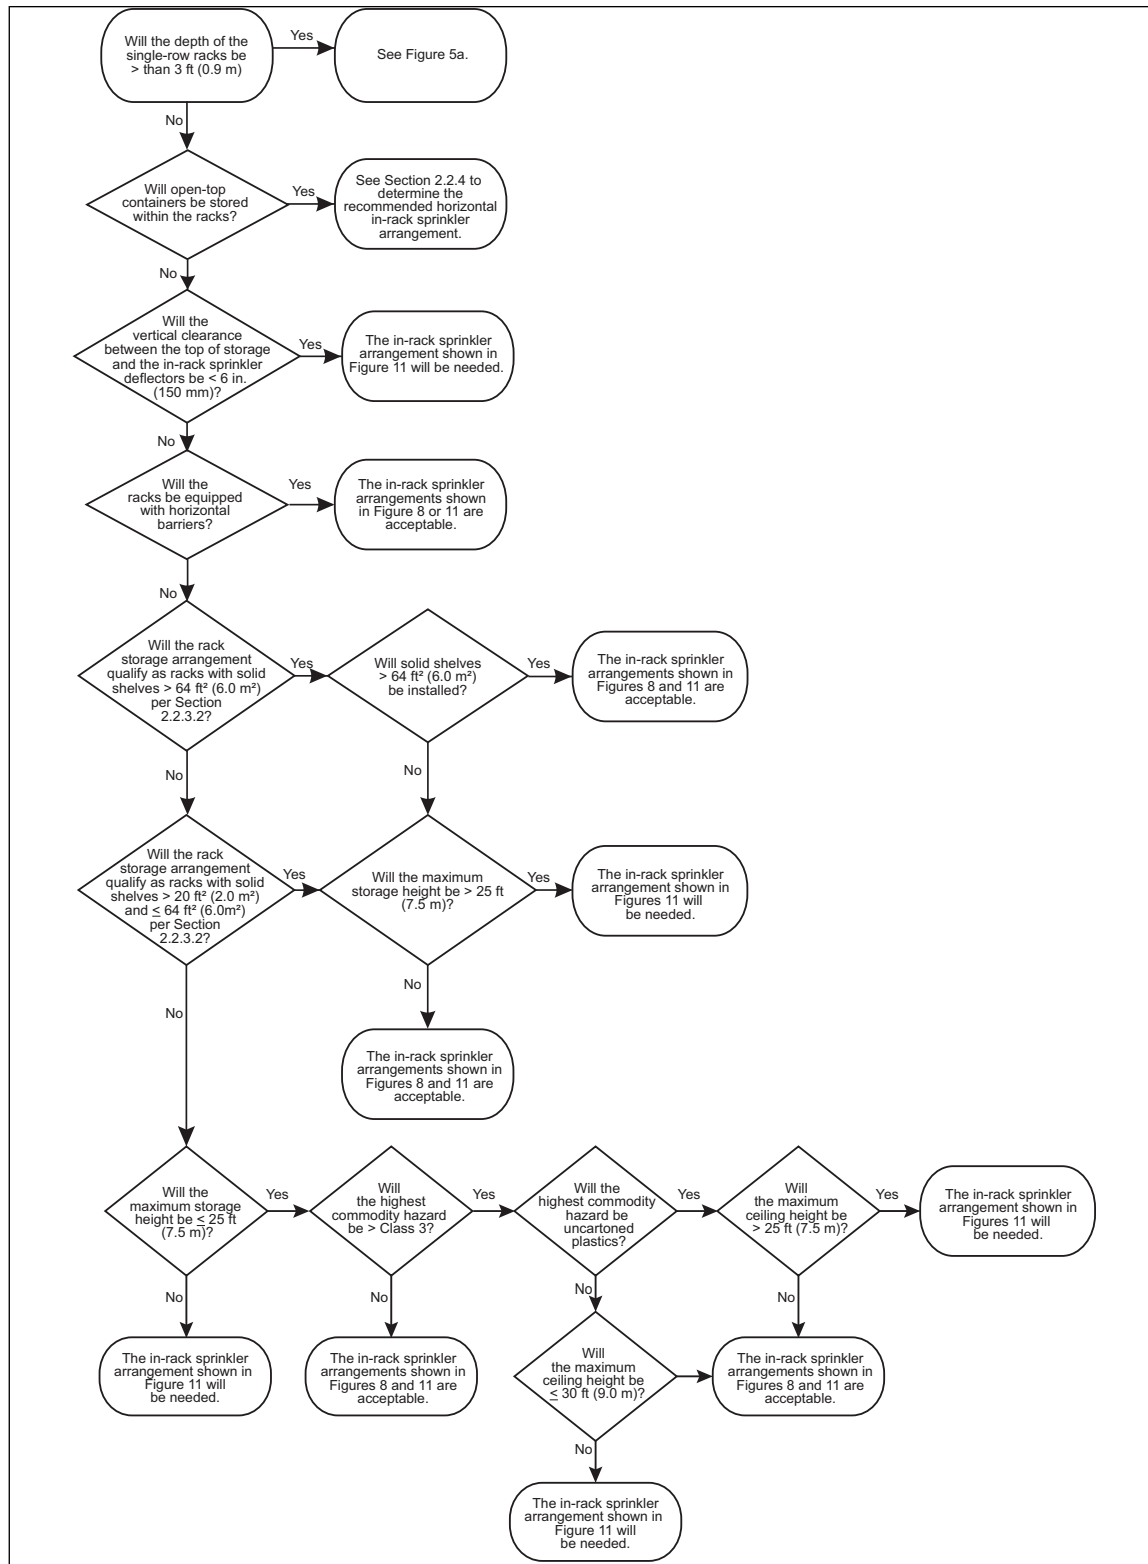 Will the depth of the
single-row racks be
> than 3 ft (0.9 m)
Yes
See Figure 5a.
No
Will open-top
containers be stored
within the racks?
Yes
See Section 2.2.4 to
determine the
recommended horizontal
in-rack sprinkler
arrangement.
No
Will the
vertical clearance
between the top of storage
and the in-rack sprinkler
deflectors be < 6 in.
(150 mm)?
Yes
The in-rack sprinkler
arrangement shown in
Figure 11 will be needed.
No
Will the
racks be equipped
with horizontal
barriers?
Yes
The in-rack sprinkler
arrangements shown
in Figure 8 or 11 are
acceptable.
No
Will the rack
storage arrangement
qualify as racks with solid
shelves > 64 ft² (6.0 m²)
per Section
2.2.3.2?
Yes
Will solid shelves
> 64 ft² (6.0 m²)
be installed?
Yes
The in-rack sprinkler
arrangements shown in
Figures 8 and 11 are
acceptable.
No
No
Will the rack
storage arrangement
qualify as racks with solid
shelves > 20 ft² (2.0 m²)
and ≤ 64 ft² (6.0m²)
per Section
2.2.3.2?
Yes
Will the maximum
storage height be > 25 ft
(7.5 m)?
Yes
The in-rack sprinkler
arrangement shown in
Figures 11 will
be needed.
No
No
The in-rack sprinkler
arrangements shown in
Figures 8 and 11 are
acceptable.
Will the
maximum storage
height be ≤ 25 ft
(7.5 m)?
Yes
Will
the highest
commodity hazard
be > Class 3?
Yes
Will the
highest commodity
hazard be
uncartoned
plastics?
Yes
Will
the maximum
ceiling height be
> 25 ft (7.5 m)?
Yes
The in-rack sprinkler
arrangement shown in
Figures 11 will
be needed.
No
No
No
No
The in-rack sprinkler
arrangement shown in
Figure 11 will
be needed.
The in-rack sprinkler
arrangements shown in
Figures 8 and 11 are
acceptable.
Will
the maximum
ceiling height be
≤ 30 ft (9.0 m)?
The in-rack sprinkler
arrangements shown in
Figures 8 and 11 are
acceptable.
No
The in-rack sprinkler
arrangement shown in
Figure 11 will
be needed.